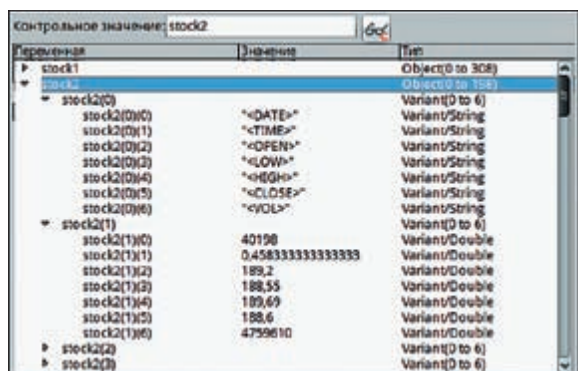 Контрольное значение: stock2
Переменная Значение Тип
stock1 Object(0 to 308)
stock2 Object(0 to 198)
stock2(0) Variant(0 to 6)
stock2(0)(0) "<DATE>" Variant/String
stock2(0)(1) "<TIME>" Variant/String
stock2(0)(2) "<OPEN>" Variant/String
stock2(0)(3) "<LOW>" Variant/String
stock2(0)(4) "<HIGH>" Variant/String
stock2(0)(5) "<CLOSE>" Variant/String
stock2(0)(6) "<VOL>" Variant/String
stock2(1) Variant(0 to 6)
stock2(1)(0) 40198 Variant/Double
stock2(1)(1) 0,458333333333333 Variant/Double
stock2(1)(2) 189,2 Variant/Double
stock2(1)(3) 188,55 Variant/Double
stock2(1)(4) 189,69 Variant/Double
stock2(1)(5) 188,6 Variant/Double
stock2(1)(6) 4759610 Variant/Double
stock2(2) Variant(0 to 6)
stock2(3) Variant(0 to 6)